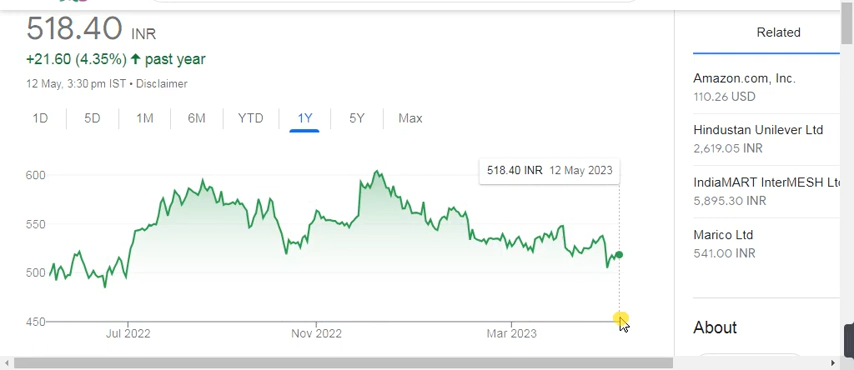 518.40 INR
+21.60 (4.35%) ↑ past year
12 May, 3:30 pm IST • Disclaimer
1D 5D 1M 6M YTD 1Y 5Y Max
518.40 INR 12 May 2023
600
550
500
450
Jul 2022 Nov 2022 Mar 2023
Related
Amazon.com, Inc.
110.26 USD
Hindustan Unilever Ltd
2,619.05 INR
IndiaMART InterMESH Ltd
5,895.30 INR
Marico Ltd
541.00 INR
About